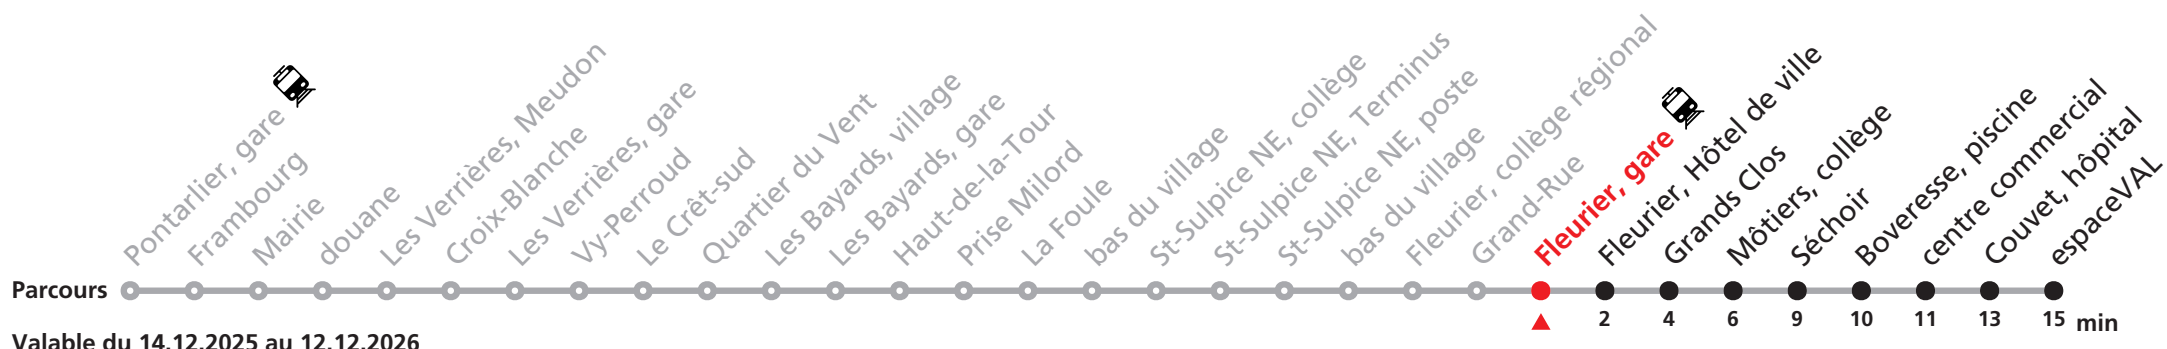 Pontarlier, gare
Frambourg
Mairie
douane
Les Verrières, Meudon
Croix-Blanche
Les Verrières, gare
Vy-Perroud
Le Crêt-sud
Quartier du Vent
Les Bayards, village
Les Bayards, gare
Haut-de-la-Tour
Prise Milord
La Foule
bas du village
St-Sulpice NE, collège
St-Sulpice NE, Terminus
St-Sulpice NE, poste
bas du village
Fleurier, collège régional
Grand-Rue
Fleurier, gare
Fleurier, Hôtel de ville
Grands Clos
Môtiers, collège
Séchoir
Boveresse, piscine
centre commercial
Couvet, hôpital
espaceVAL
Parcours
2 4 6 9 10 11 13 15 min
Valable du 14.12.2025 au 12.12.2026